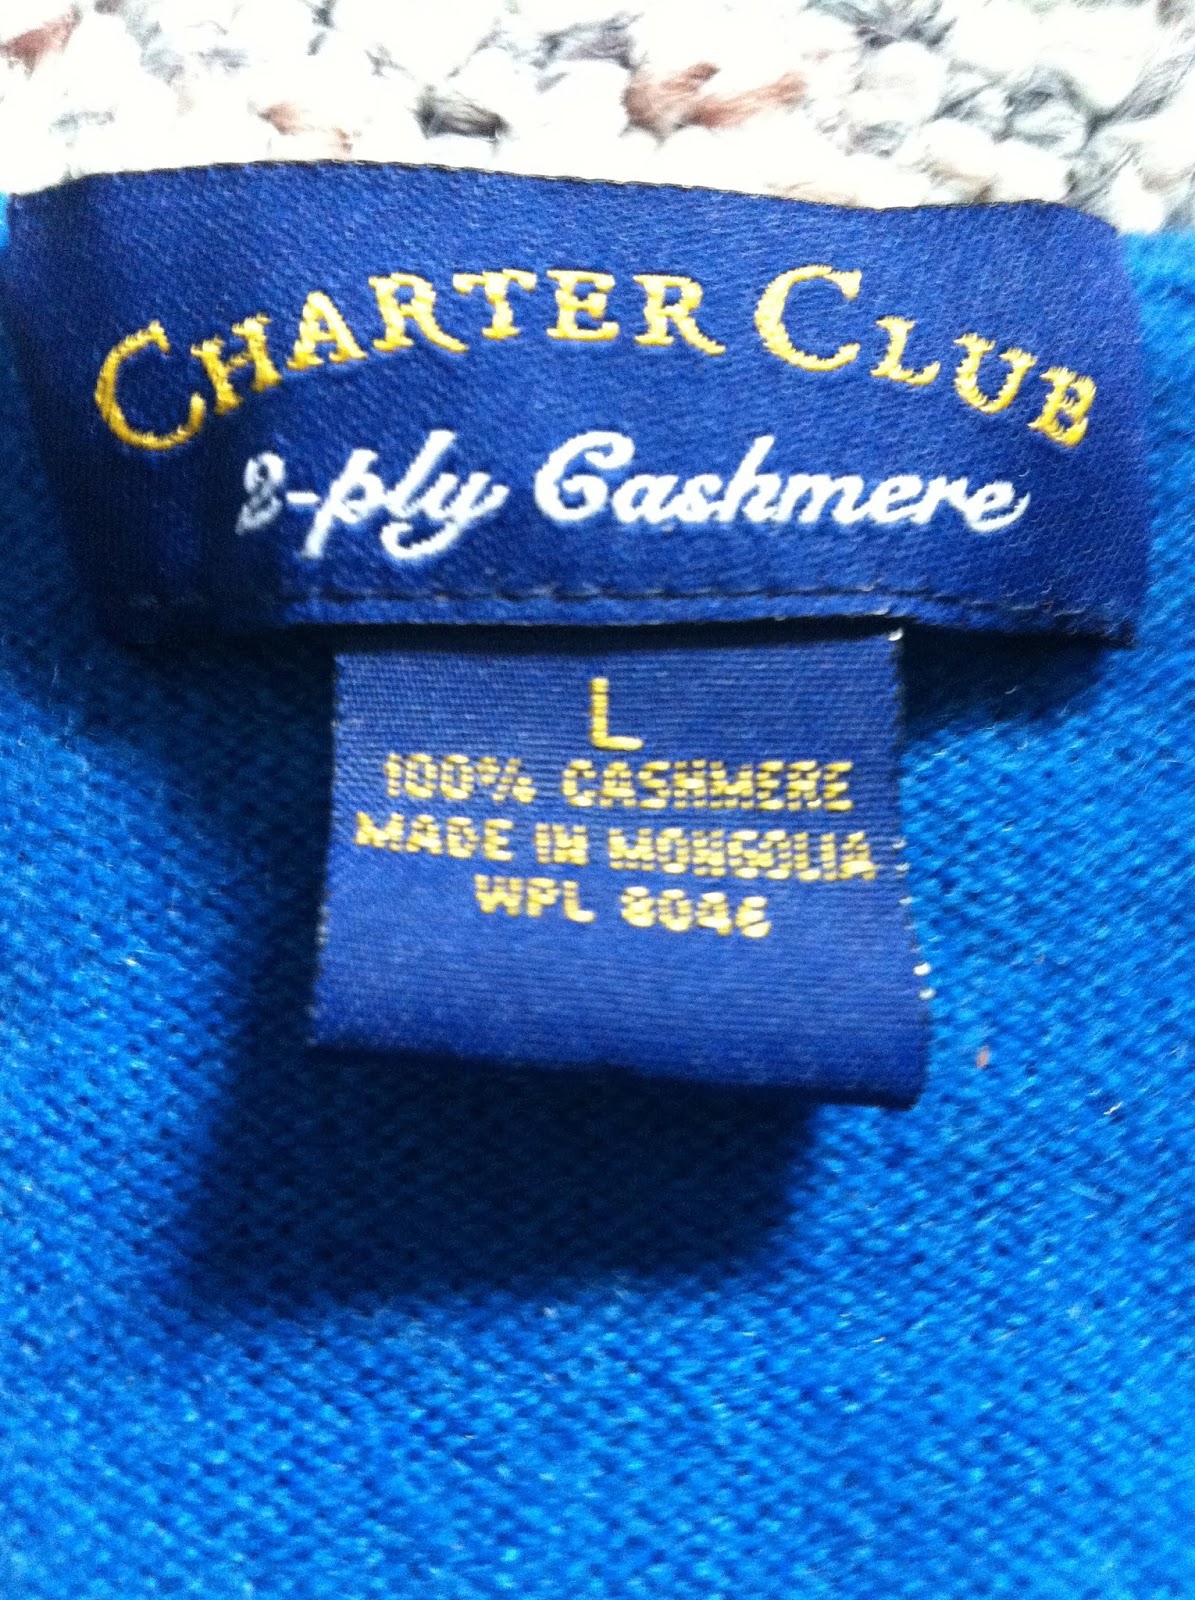 CHARTER CLUB
2-ply Cashmere
L
100% CASHMERE
MADE IN MONGOLIA
WPL 8046